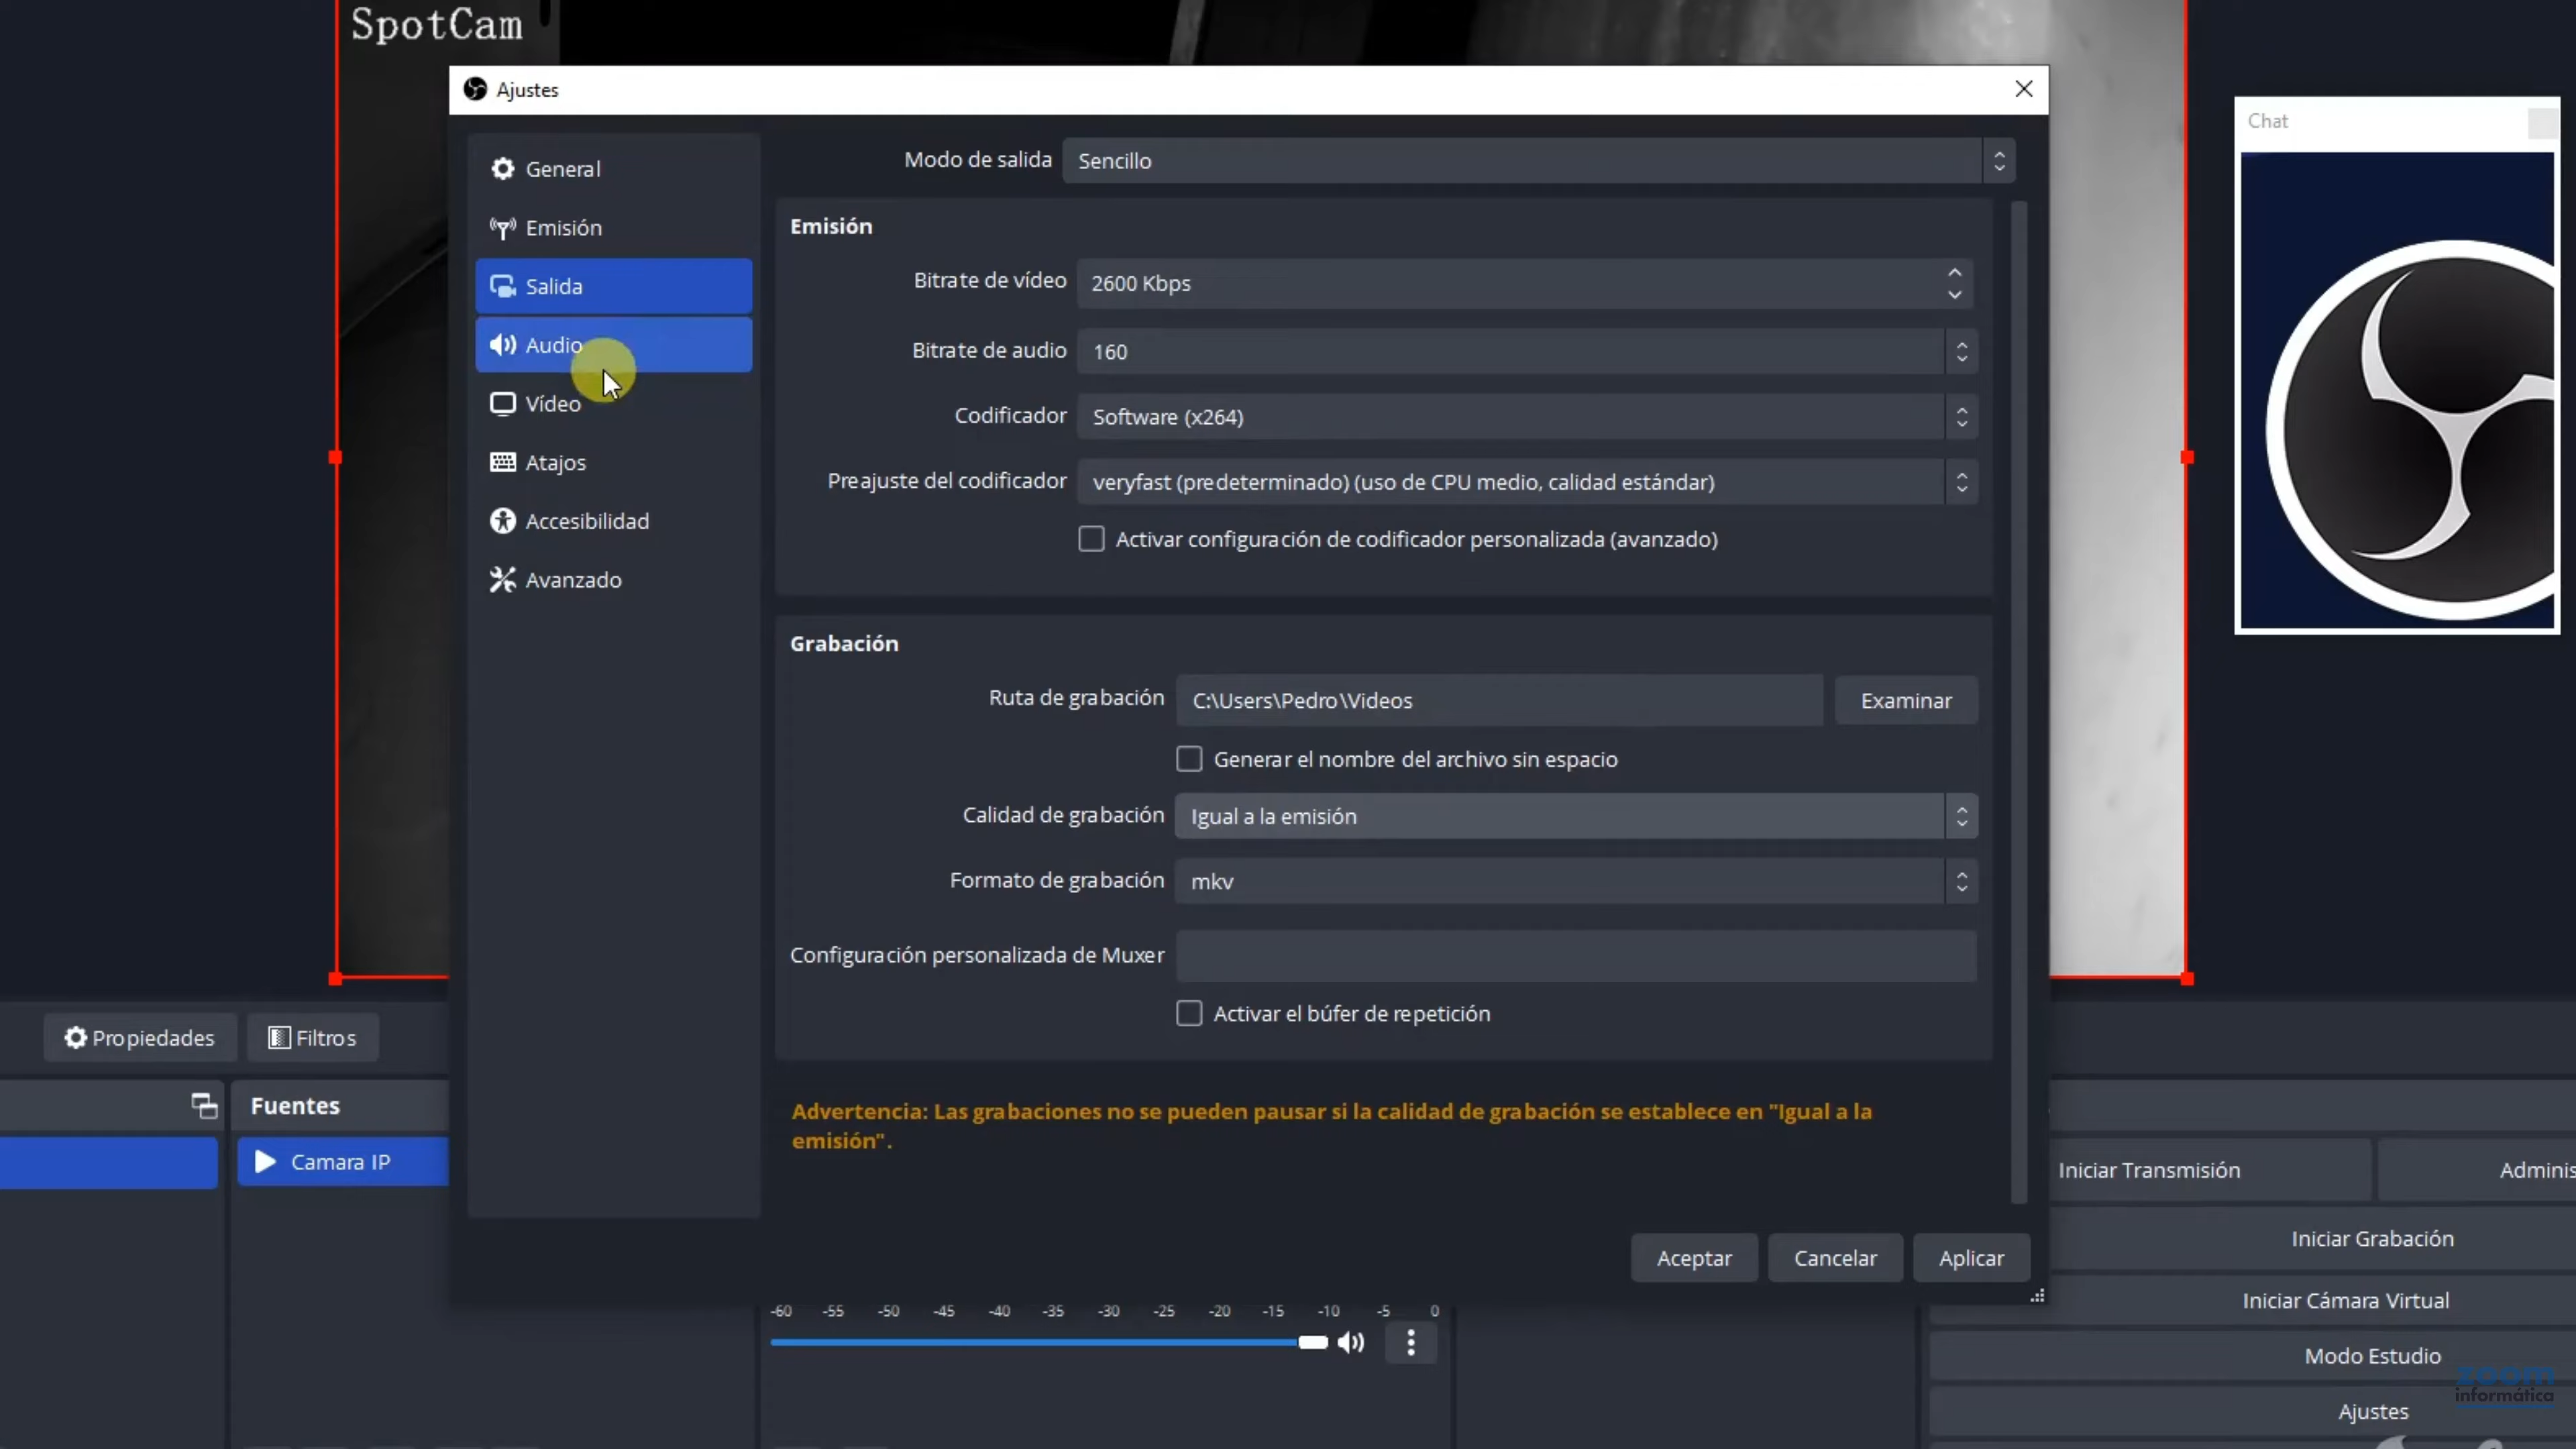 SpotCam
Ajustes
Chat
General
Emisión
Salida
Audio
Vídeo
Atajos
Accesibilidad
Avanzado
Modo de salida
Sencillo
Emisión
Bitrate de vídeo
2600 Kbps
Bitrate de audio
160
Codificador
Software (x264)
Preajuste del codificador
veryfast (predeterminado) (uso de CPU medio, calidad estándar)
Activar configuración de codificador personalizada (avanzado)
Grabación
Ruta de grabación
C:\Users\Pedro\Videos
Examinar
Generar el nombre del archivo sin espacio
Calidad de grabación
Igual a la emisión
Formato de grabación
mkv
Configuración personalizada de Muxer
Activar el búfer de repetición
Advertencia: Las grabaciones no se pueden pausar si la calidad de grabación se establece en "Igual a la
emisión".
Aceptar
Cancelar
Aplicar
Propiedades
Filtros
Fuentes
Camara IP
-60 -55 -50 -45 -40 -35 -30 -25 -20 -15 -10 -5 0
Iniciar Transmisión
Adminis
Iniciar Grabación
Iniciar Cámara Virtual
Modo Estudio
Ajustes
zoom
informática